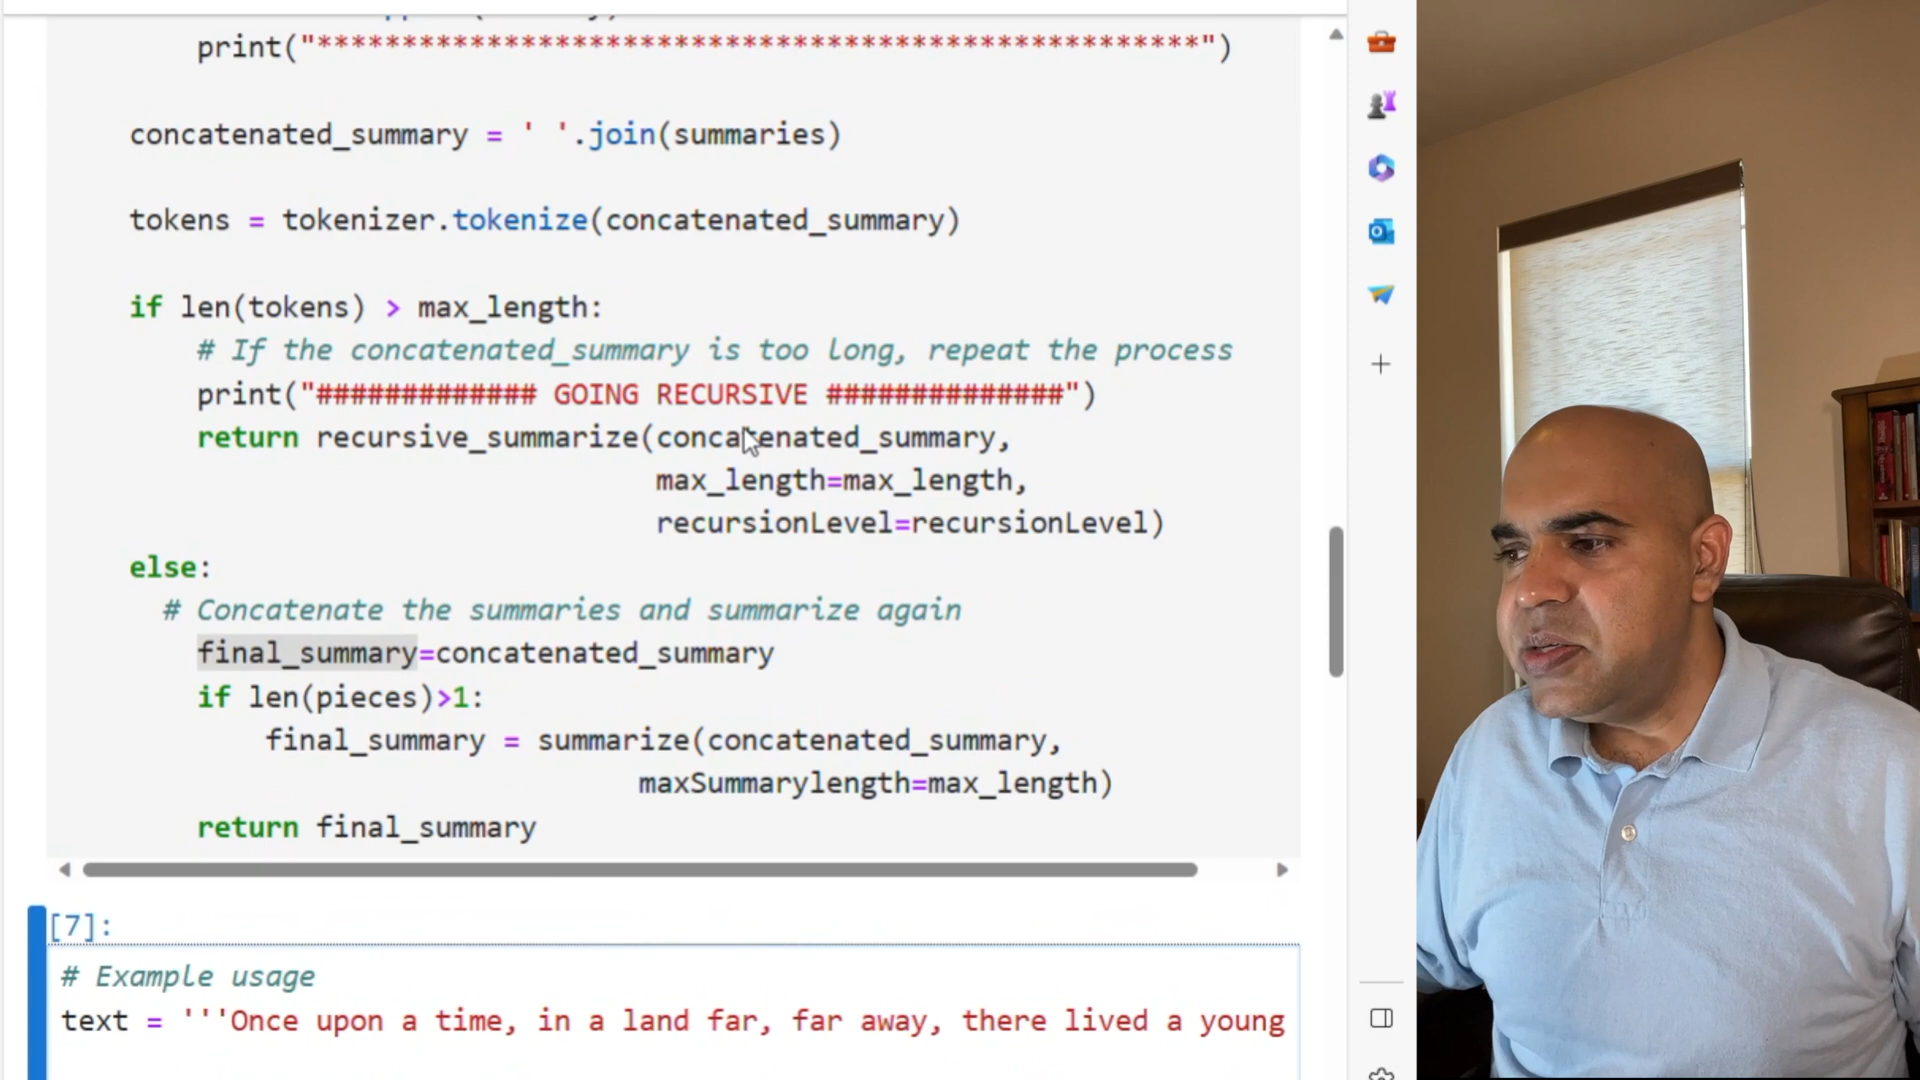 print("****************************************************")
concatenated_summary = ' '.join(summaries)
tokens = tokenizer.tokenize(concatenated_summary)
if len(tokens) > max_length:
# If the concatenated_summary is too long, repeat the process
print("############# GOING RECURSIVE ##############")
return recursive_summarize(concatenated_summary,
max_length=max_length,
recursionLevel=recursionLevel)
else:
# Concatenate the summaries and summarize again
final_summary=concatenated_summary
if len(pieces)>1:
final_summary = summarize(concatenated_summary,
maxSummarylength=max_length)
return final_summary
[7]:
# Example usage
text = '''Once upon a time, in a land far, far away, there lived a young